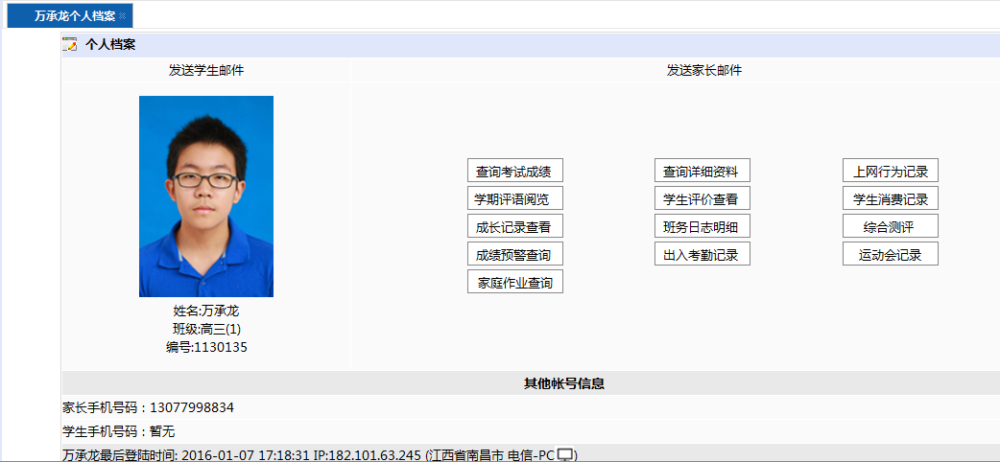 万承龙个人档案
个人档案
发送学生邮件 发送家长邮件
查询考试成绩 查询详细资料 上网行为记录
学期评语阅览 学生评价查看 学生消费记录
成长记录查看 班务日志明细 综合测评
成绩预警查询 出入考勤记录 运动会记录
家庭作业查询
姓名:万承龙
班级:高三(1)
编号:1130135
其他帐号信息
家长手机号码：13077998834
学生手机号码：暂无
万承龙最后登陆时间: 2016-01-07 17:18:31 IP:182.101.63.245 (江西省南昌市 电信-PC)